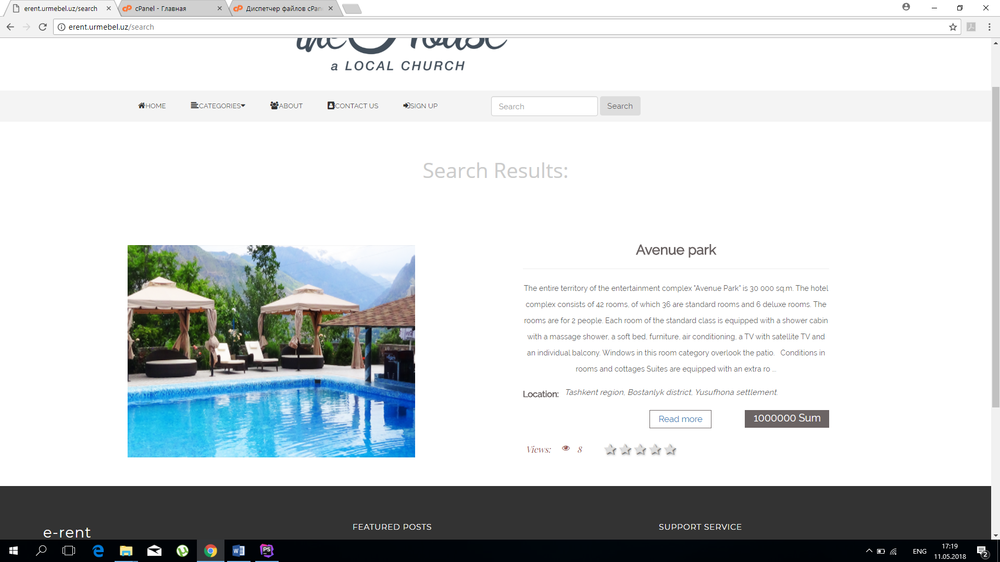 erent.urmebel.uz/search
cPanel - Главная
Диспетчер файлов cPan
erent.urmebel.uz/search
the House
a LOCAL CHURCH
HOME
CATEGORIES
ABOUT
CONTACT US
SIGN UP
Search
Search
Search Results:
Avenue park
The entire territory of the entertainment complex "Avenue Park" is 30 000 sq.m. The hotel
complex consists of 42 rooms, of which 36 are standard rooms and 6 deluxe rooms. The
rooms are for 2 people. Each room of the standard class is equipped with a shower cabin
with a massage shower, a soft bed, furniture, air conditioning, a TV with satellite TV and
an individual balcony. Windows in this room category overlook the patio. Conditions in
rooms and cottages Suites are equipped with an extra ro ...
Location: Tashkent region, Bostanlyk district, Yusufhona settlement.
Read more
1000000 Sum
Views: 8
e-rent
FEATURED POSTS
SUPPORT SERVICE
PS
ENG
17:19
11.05.2018
2